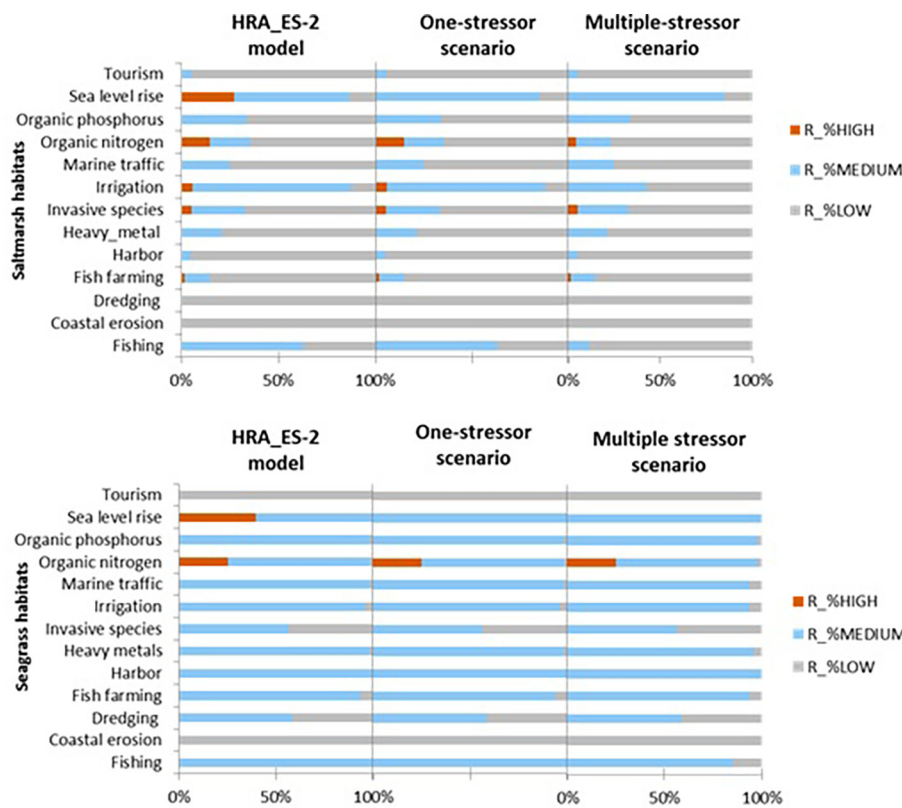 HRA_ES-2 model
One-stressor scenario
Multiple-stressor scenario
Saltmarsh habitats
Tourism
Sea level rise
Organic phosphorus
Organic nitrogen
Marine traffic
Irrigation
Invasive species
Heavy_metal
Harbor
Fish farming
Dredging
Coastal erosion
Fishing
0% 50% 100% 0% 50% 100%
R_%HIGH
R_%MEDIUM
R_%LOW
HRA_ES-2 model
One-stressor scenario
Multiple stressor scenario
Seagrass habitats
Tourism
Sea level rise
Organic phosphorus
Organic nitrogen
Marine traffic
Irrigation
Invasive species
Heavy metals
Harbor
Fish farming
Dredging
Coastal erosion
Fishing
0% 50% 100% 0% 50% 100%
R_%HIGH
R_%MEDIUM
R_%LOW